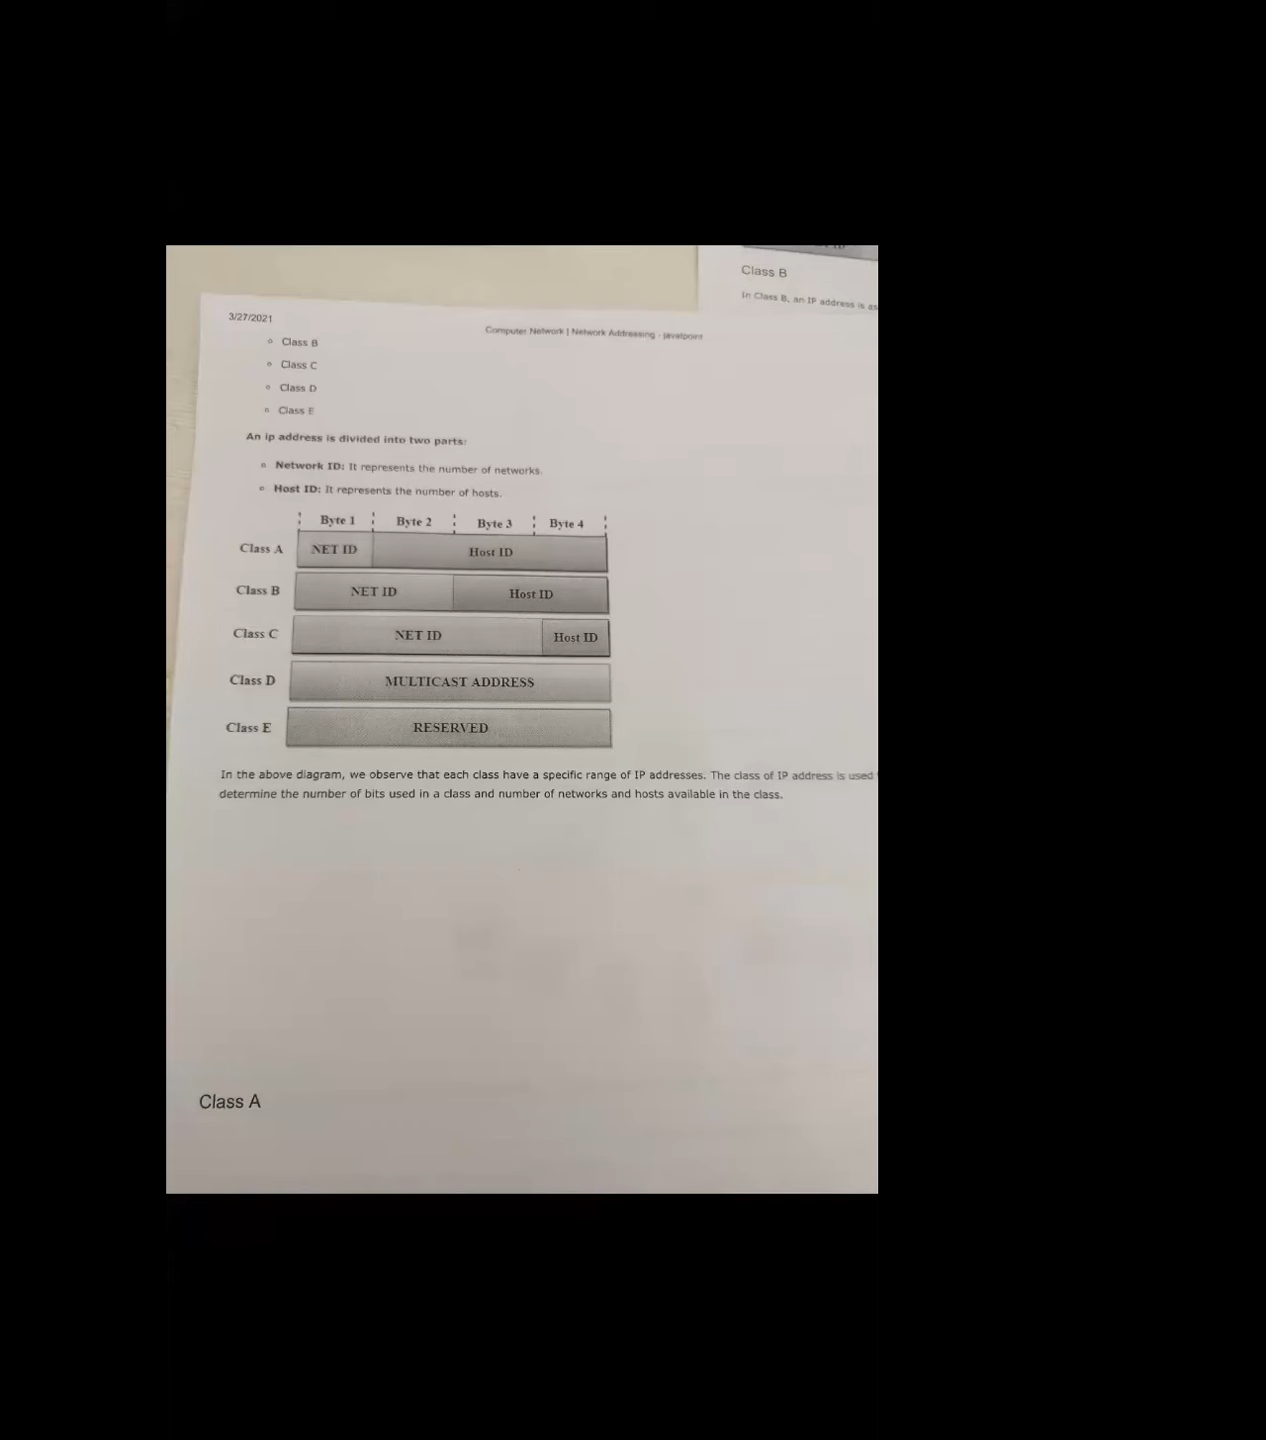 Class B
In Class B, an IP address is as
3/27/2021
Computer Network | Network Addressing - javatpoint
Class B
Class C
Class D
Class E
An ip address is divided into two parts:
Network ID: It represents the number of networks.
Host ID: It represents the number of hosts.
Byte 1 Byte 2 Byte 3 Byte 4
Class A NET ID Host ID
Class B NET ID Host ID
Class C NET ID Host ID
Class D MULTICAST ADDRESS
Class E RESERVED
In the above diagram, we observe that each class have a specific range of IP addresses. The class of IP address is used
determine the number of bits used in a class and number of networks and hosts available in the class.
Class A